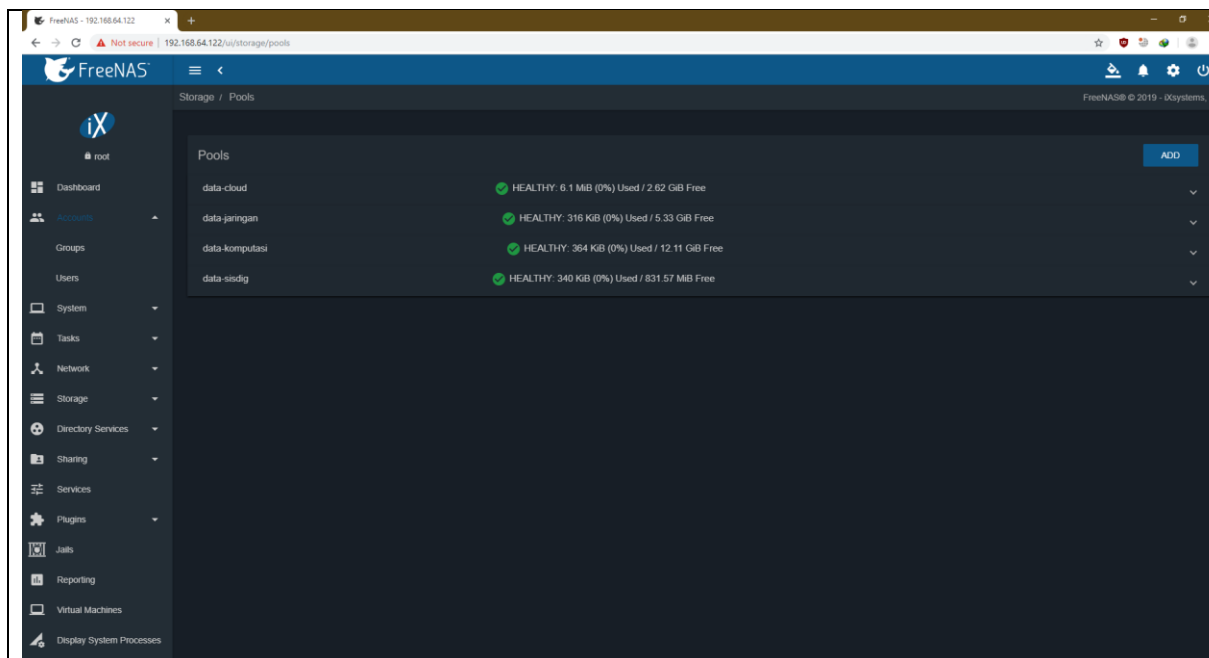 FreeNAS - 192.168.64.122
Not secure | 192.168.64.122/ui/storage/pools
FreeNAS
Storage / Pools
FreeNAS® © 2019 - iXsystems,
iX
root
Pools
ADD
data-cloud HEALTHY: 6.1 MiB (0%) Used / 2.62 GiB Free
data-jaringan HEALTHY: 316 KiB (0%) Used / 5.33 GiB Free
data-komputasi HEALTHY: 364 KiB (0%) Used / 12.11 GiB Free
data-sisdig HEALTHY: 340 KiB (0%) Used / 831.57 MiB Free
Dashboard
Accounts
Groups
Users
System
Tasks
Network
Storage
Directory Services
Sharing
Services
Plugins
Jails
Reporting
Virtual Machines
Display System Processes